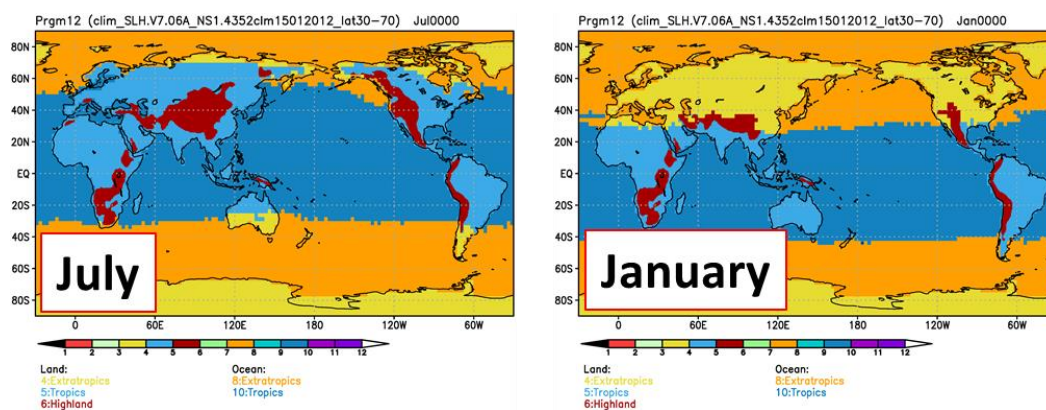 Prgm12 (clim_SLH.V7.06A_NS1.4352clm15012012_lat30-70) Jul0000
80N
60N
40N
20N
EQ
20S
40S
60S
80S
July
0 60E 120E 180 120W 60W
1 2 3 4 5 6 7 8 9 10 11 12
Land: Ocean:
4:Extratropics 8:Extratropics
5:Tropics 10:Tropics
6:Highland
Prgm12 (clim_SLH.V7.06A_NS1.4352clm15012012_lat30-70) Jan0000
80N
60N
40N
20N
EQ
20S
40S
60S
80S
January
0 60E 120E 180 120W 60W
1 2 3 4 5 6 7 8 9 10 11 12
Land: Ocean:
4:Extratropics 8:Extratropics
5:Tropics 10:Tropics
6:Highland